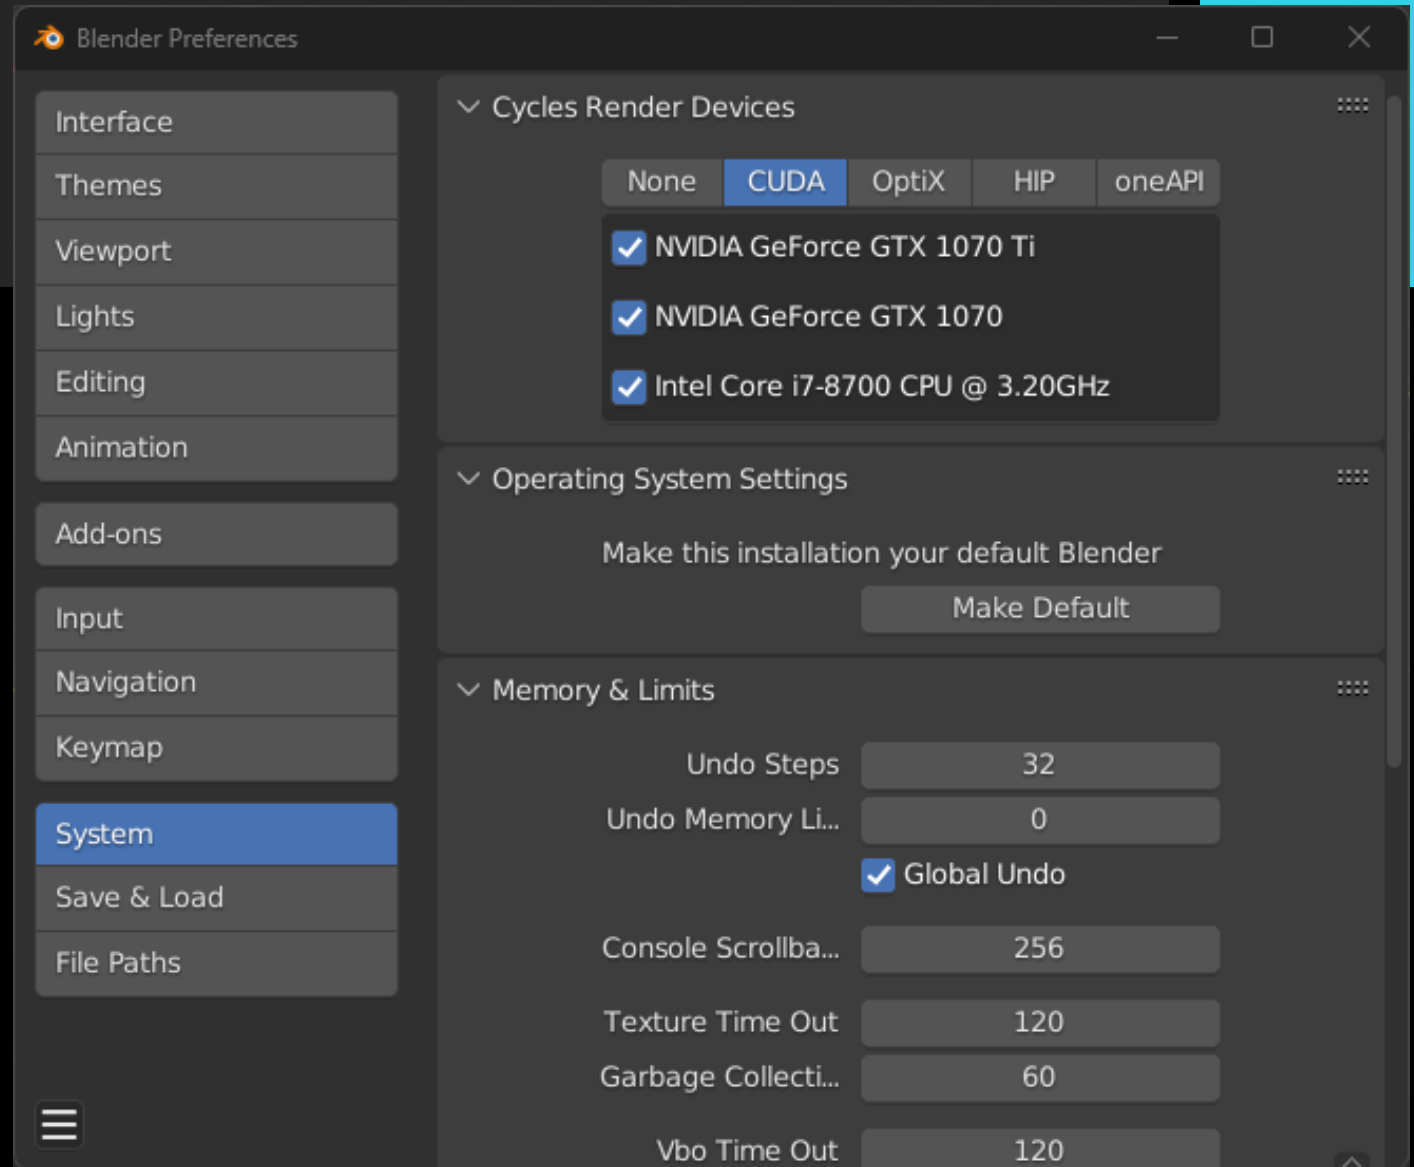 Blender Preferences
Interface
Themes
Viewport
Lights
Editing
Animation
Add-ons
Input
Navigation
Keymap
System
Save & Load
File Paths
Cycles Render Devices
None CUDA OptiX HIP oneAPI
NVIDIA GeForce GTX 1070 Ti
NVIDIA GeForce GTX 1070
Intel Core i7-8700 CPU @ 3.20GHz
Operating System Settings
Make this installation your default Blender
Make Default
Memory & Limits
Undo Steps 32
Undo Memory Li... 0
Global Undo
Console Scrollba... 256
Texture Time Out 120
Garbage Collecti... 60
Vbo Time Out 120